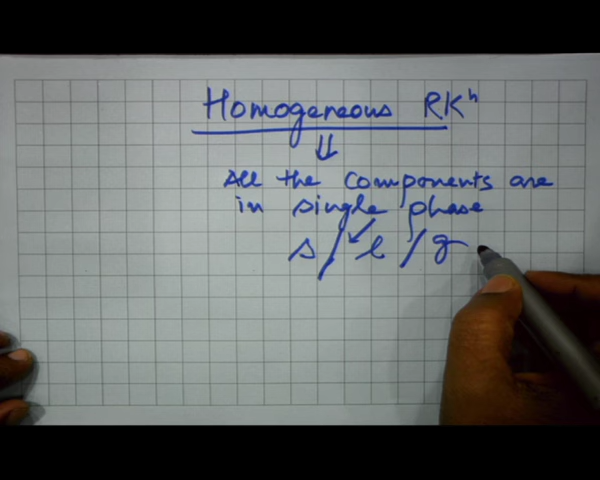 Homogeneous RKⁿ
All the components are
in single phase
s / l / g